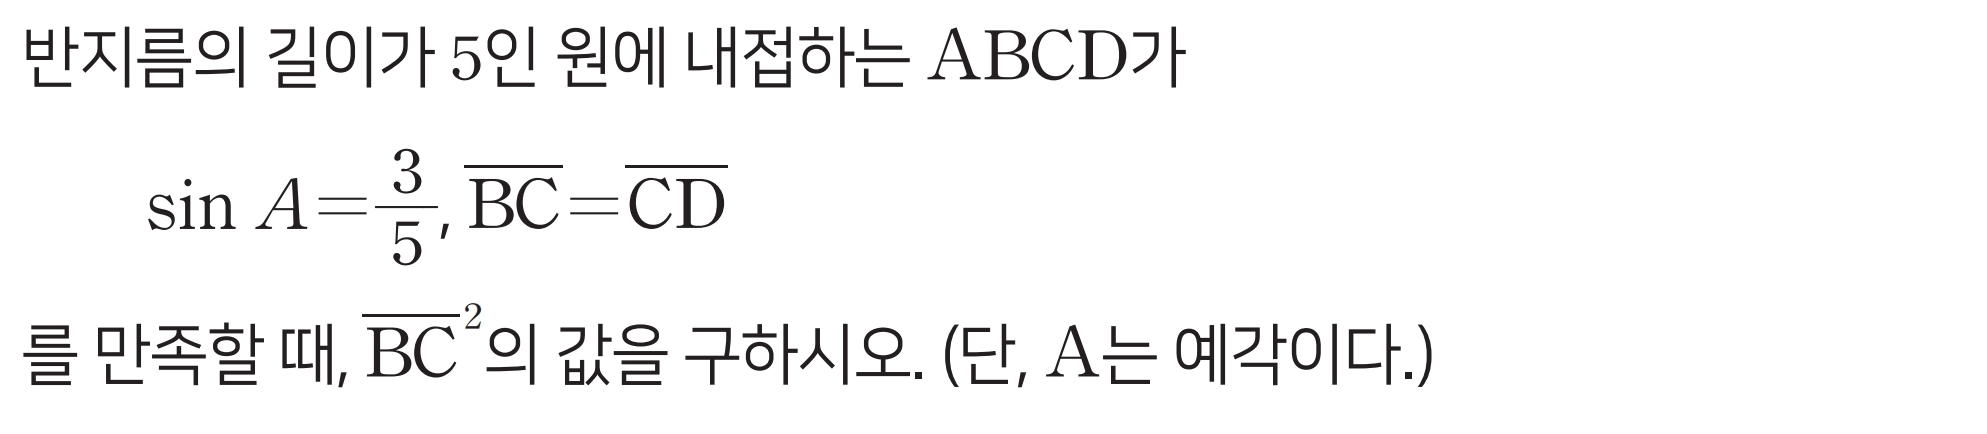 반지름의 길이가 5인 원에 내접하는 ABCD가
sin A=3/5, \overline{BC}=\overline{CD}
를 만족할 때, \overline{BC}²의 값을 구하시오. (단, A는 예각이다.)